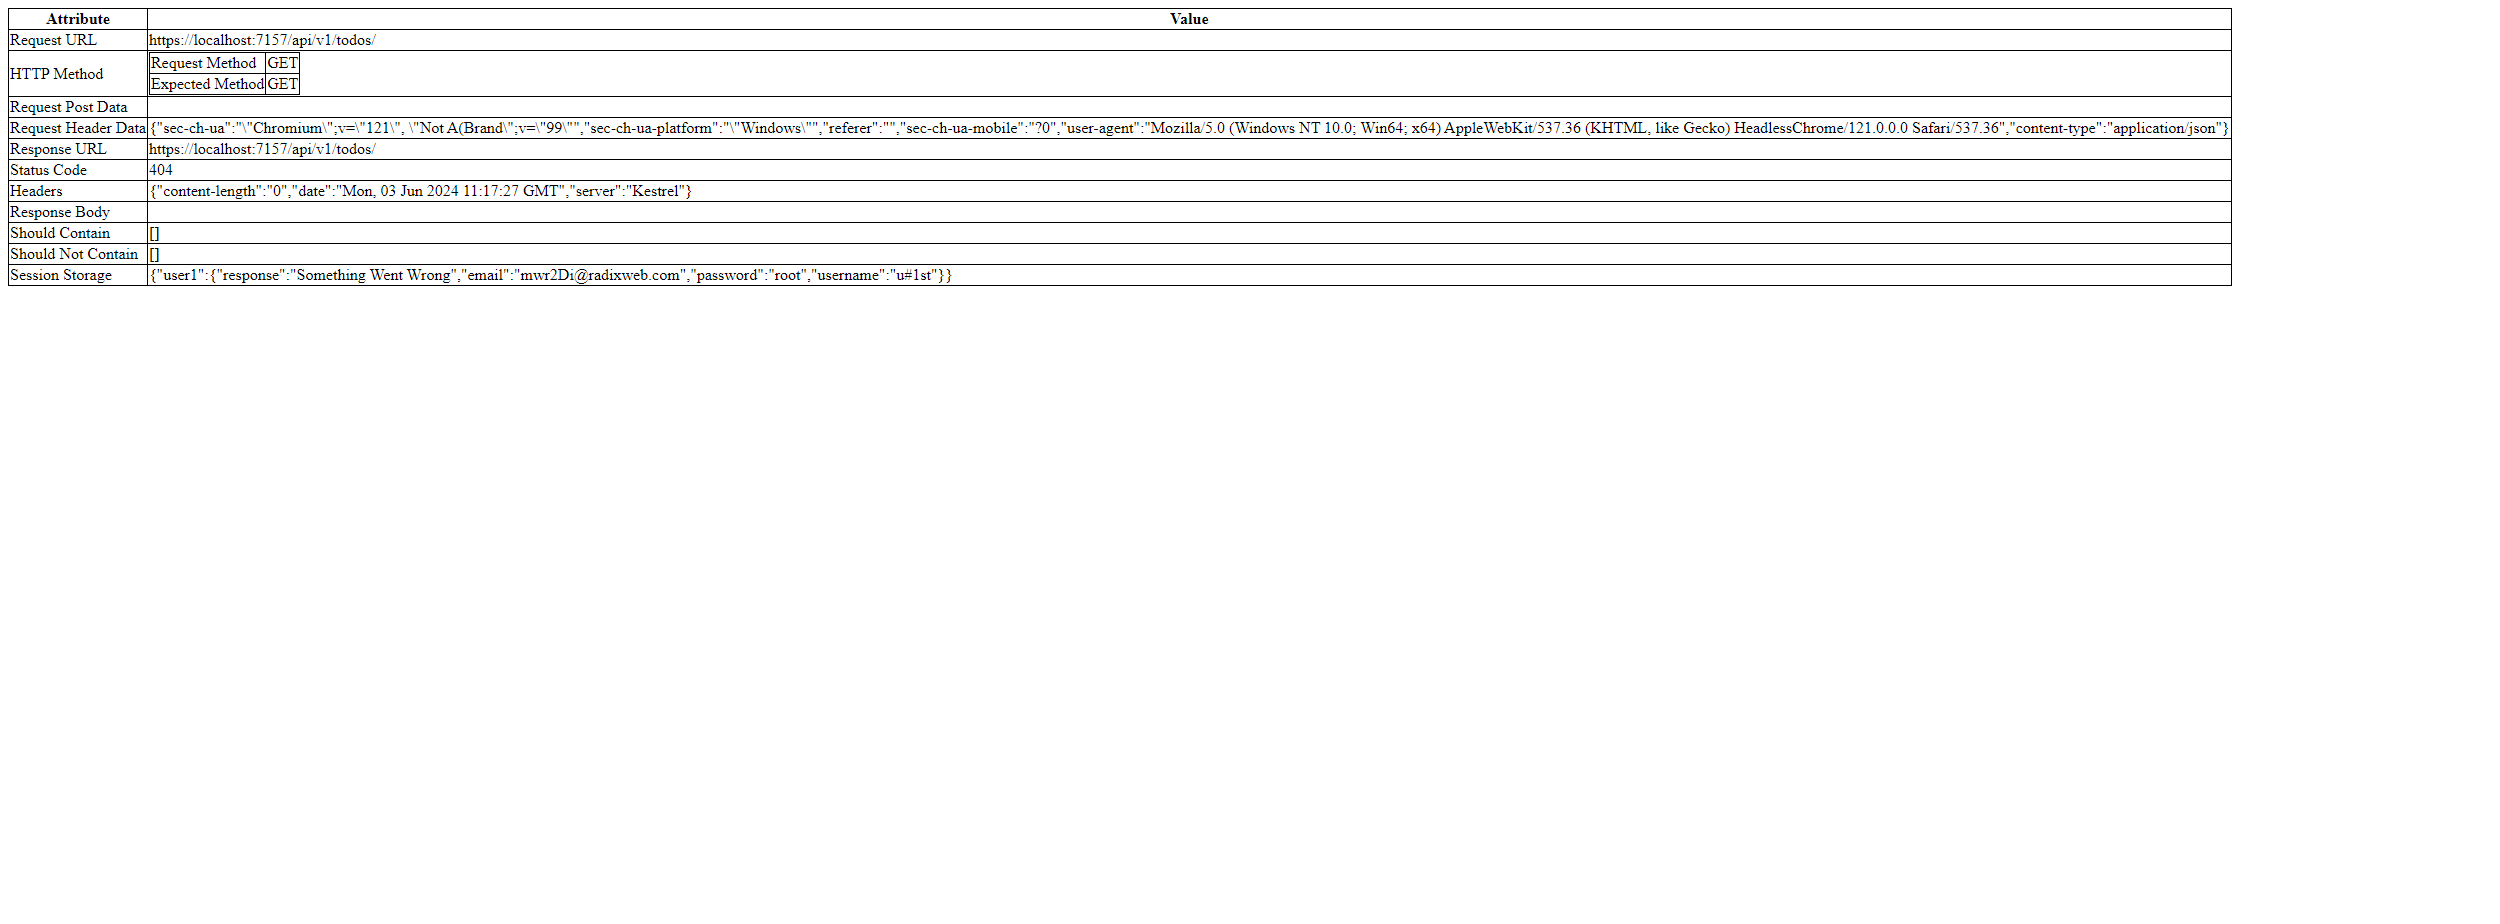 Attribute Value
Request URL https://localhost:7157/api/v1/todos/
HTTP Method
Request Method GET
Expected Method GET
Request Post Data
Request Header Data {"sec-ch-ua":"\"Chromium\";v=\"121\", \"Not A(Brand\";v=\"99\"","sec-ch-ua-platform":"\"Windows\"","referer":"","sec-ch-ua-mobile":"?0","user-agent":"Mozilla/5.0 (Windows NT 10.0; Win64; x64) AppleWebKit/537.36 (KHTML, like Gecko) HeadlessChrome/121.0.0.0 Safari/537.36","content-type":"application/json"}
Response URL https://localhost:7157/api/v1/todos/
Status Code 404
Headers {"content-length":"0","date":"Mon, 03 Jun 2024 11:17:27 GMT","server":"Kestrel"}
Response Body
Should Contain []
Should Not Contain []
Session Storage {"user1":{"response":"Something Went Wrong","email":"mwr2Di@radixweb.com","password":"root","username":"u#1st"}}